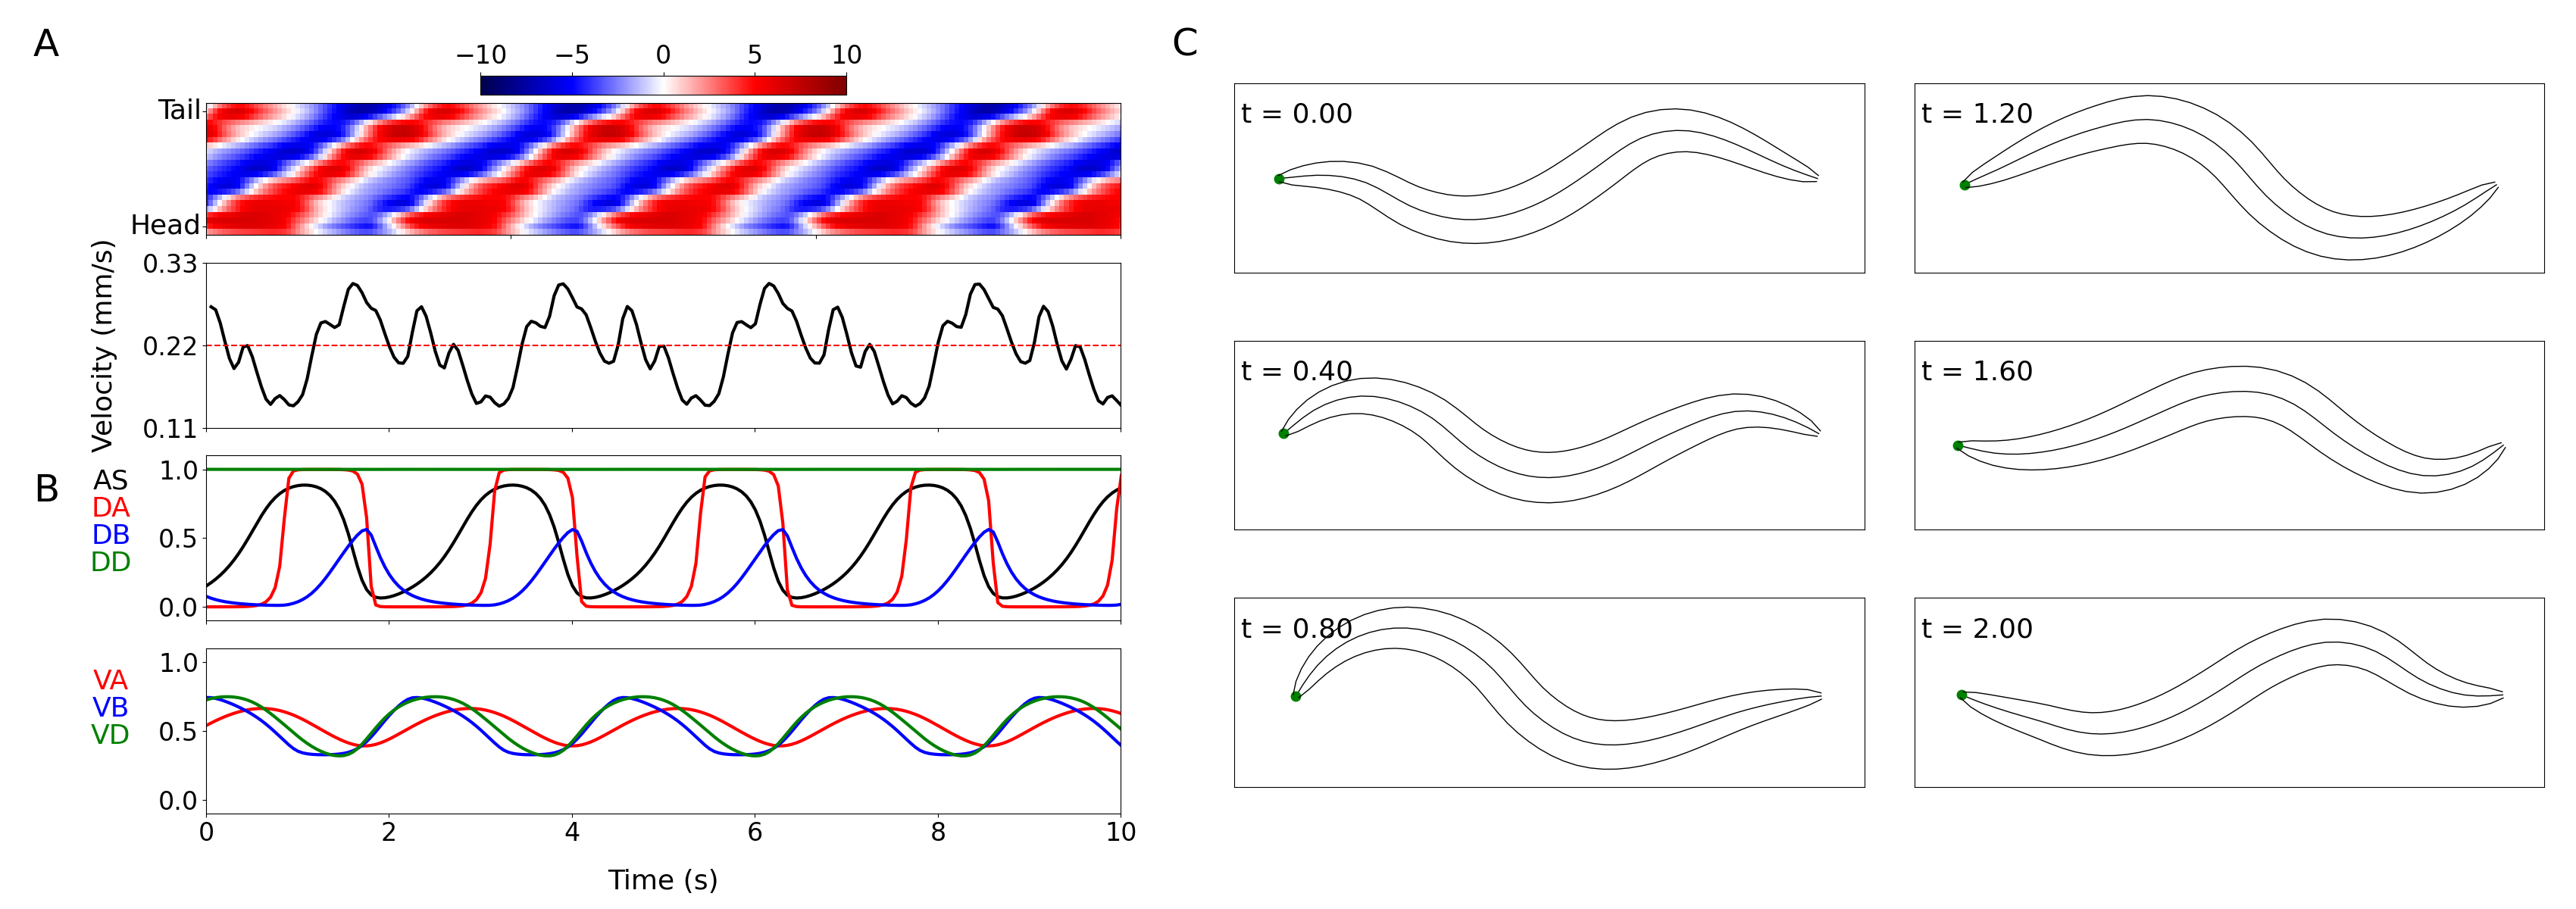 A
−10 −5 0 5 10
Tail
Head
Velocity (mm/s)
0.33
0.22
0.11
B
AS
DA
DB
DD
1.0
0.5
0.0
VA
VB
VD
1.0
0.5
0.0
0 2 4 6 8 10
Time (s)
C
t = 0.00
t = 1.20
t = 0.40
t = 1.60
t = 0.80
t = 2.00